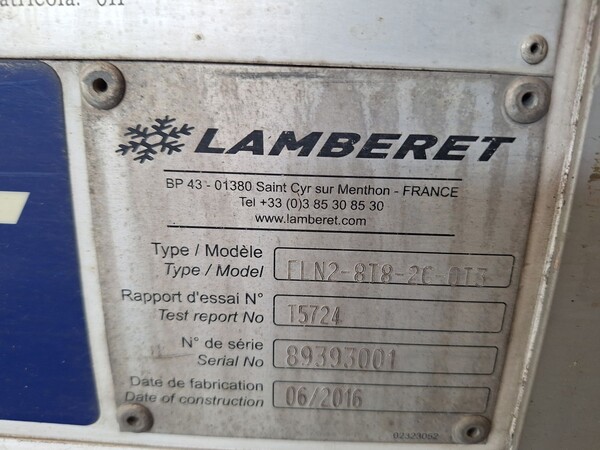 LAMBERET
BP 43 - 01380 Saint Cyr sur Menthon - FRANCE
Tel +33 (0)3 85 30 85 30
www.lamberet.com
Type / Modèle
Type / Model
Rapport d'essai N°
Test report No
T5724
N° de série
Serial No
89393001
Date de fabrication
Date of construction
06/2016
02323052